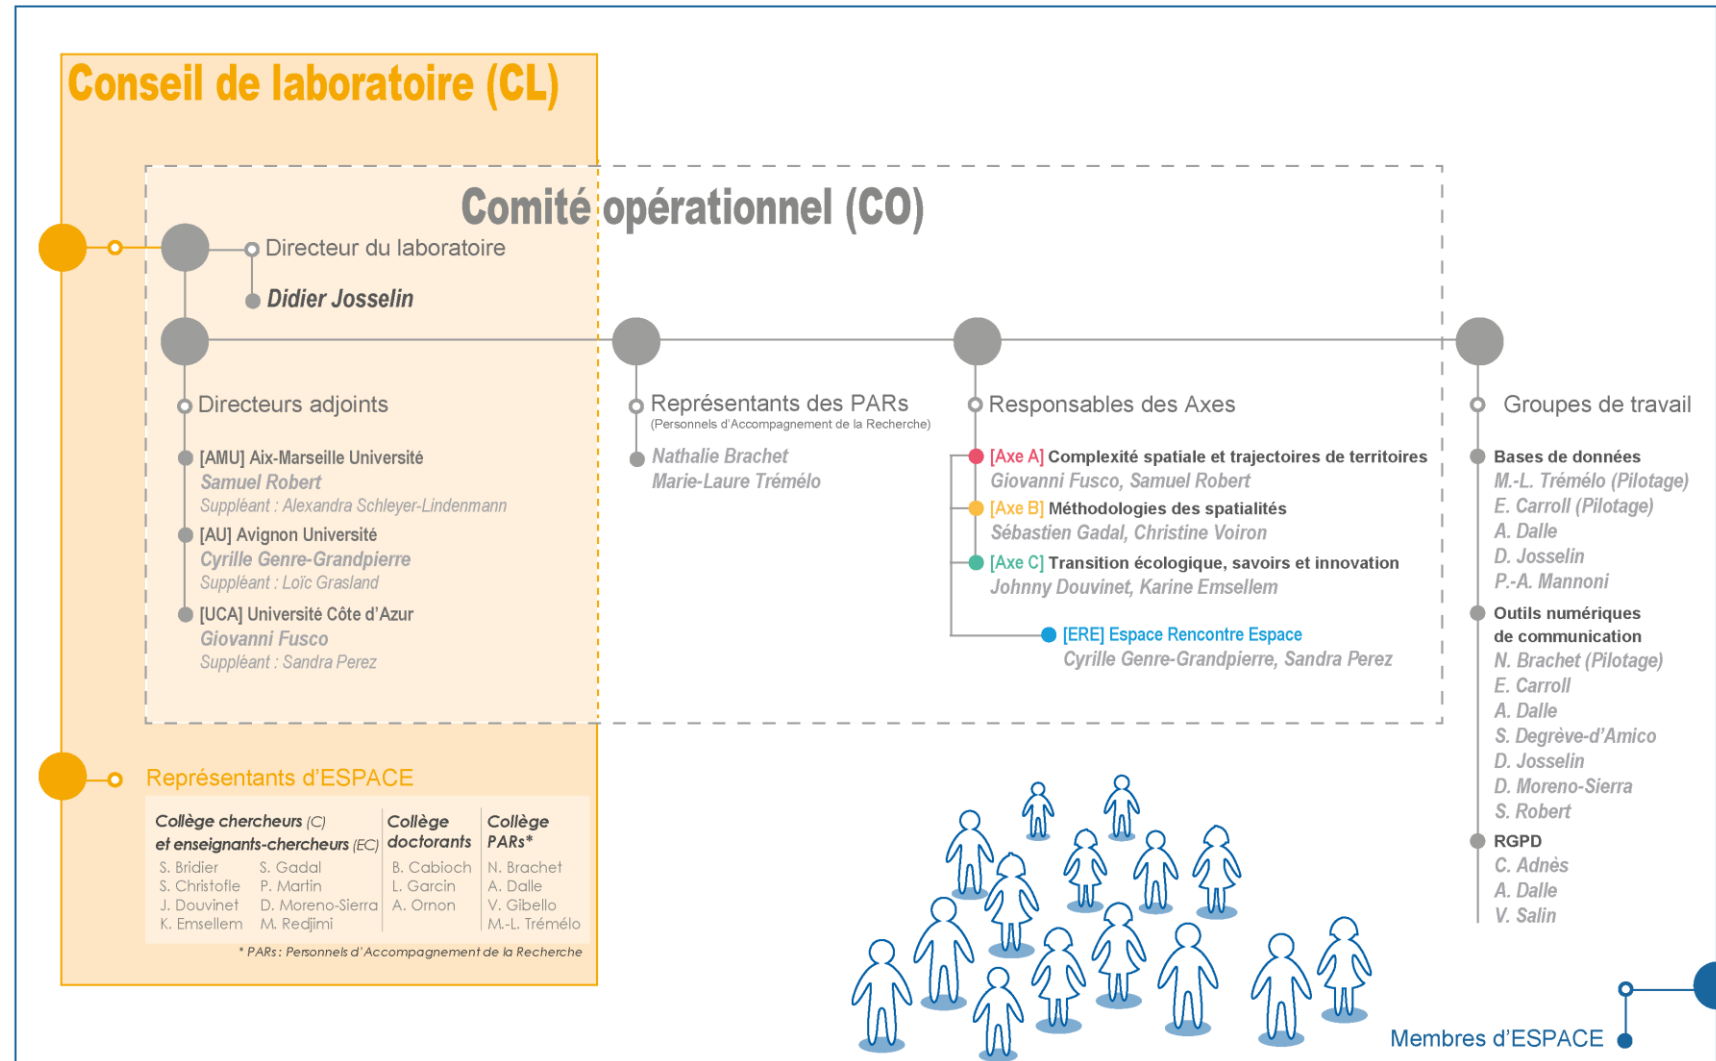 Conseil de laboratoire (CL)
Comité opérationnel (CO)
Directeur du laboratoire
Didier Josselin
Directeurs adjoints
[AMU] Aix-Marseille Université
Samuel Robert
Suppléant : Alexandra Schleyer-Lindenmann
[AU] Avignon Université
Cyrille Genre-Grandpierre
Suppléant : Loïc Grasland
[UCA] Université Côte d'Azur
Giovanni Fusco
Suppléant : Sandra Perez
Représentants des PARs
(Personnels d'Accompagnement de la Recherche)
Nathalie Brachet
Marie-Laure Trémélo
Responsables des Axes
[Axe A] Complexité spatiale et trajectoires de territoires
Giovanni Fusco, Samuel Robert
[Axe B] Méthodologies des spatialités
Sébastien Gadal, Christine Voiron
[Axe C] Transition écologique, savoirs et innovation
Johnny Douvinet, Karine Emsellem
[ERE] Espace Rencontre Espace
Cyrille Genre-Grandpierre, Sandra Perez
Groupes de travail
Bases de données
M.-L. Trémélo (Pilotage)
E. Carroll (Pilotage)
A. Dalle
D. Josselin
P.-A. Mannoni
Outils numériques
de communication
N. Brachet (Pilotage)
E. Carroll
A. Dalle
S. Degrève-d'Amico
D. Josselin
D. Moreno-Sierra
S. Robert
RGPD
C. Adnès
A. Dalle
V. Salin
Représentants d'ESPACE
Collège chercheurs (C)
et enseignants-chercheurs (EC)
S. Bridier
S. Christofle
J. Douvinet
K. Emsellem
S. Gadal
P. Martin
D. Moreno-Sierra
M. Redjimi
Collège
doctorants
B. Cabioch
L. Garcin
A. Ornon
Collège
PARs*
N. Brachet
A. Dalle
V. Gibello
M.-L. Trémélo
* PARs : Personnels d'Accompagnement de la Recherche
Membres d'ESPACE